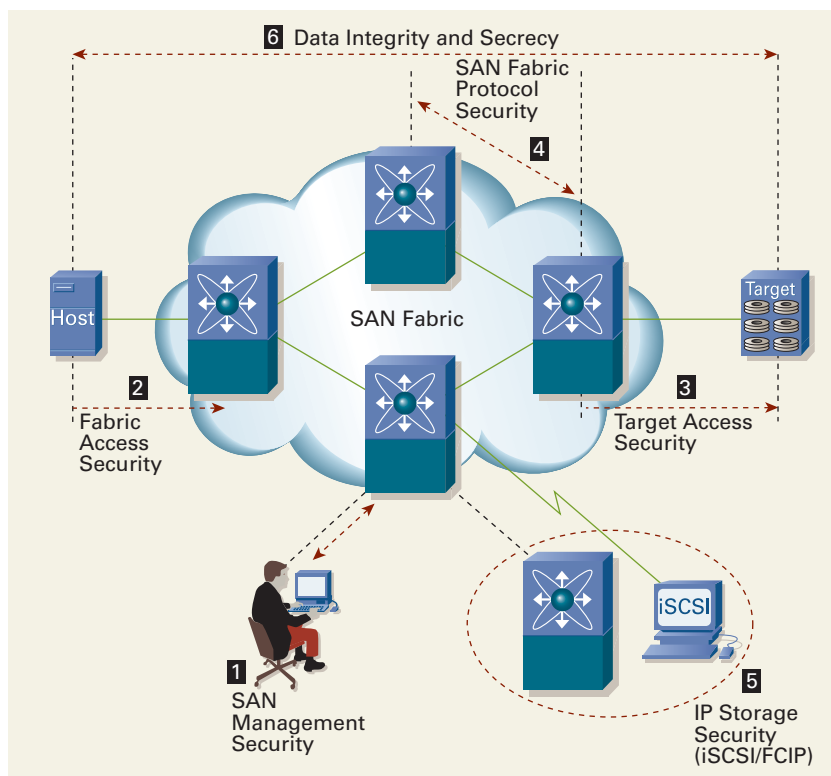 6 Data Integrity and Secrecy
SAN Fabric
Protocol
Security
4
Host
SAN Fabric
Target
2
Fabric
Access
Security
3
Target Access
Security
iSCSI
1
SAN
Management
Security
5
IP Storage
Security
(iSCSI/FCIP)